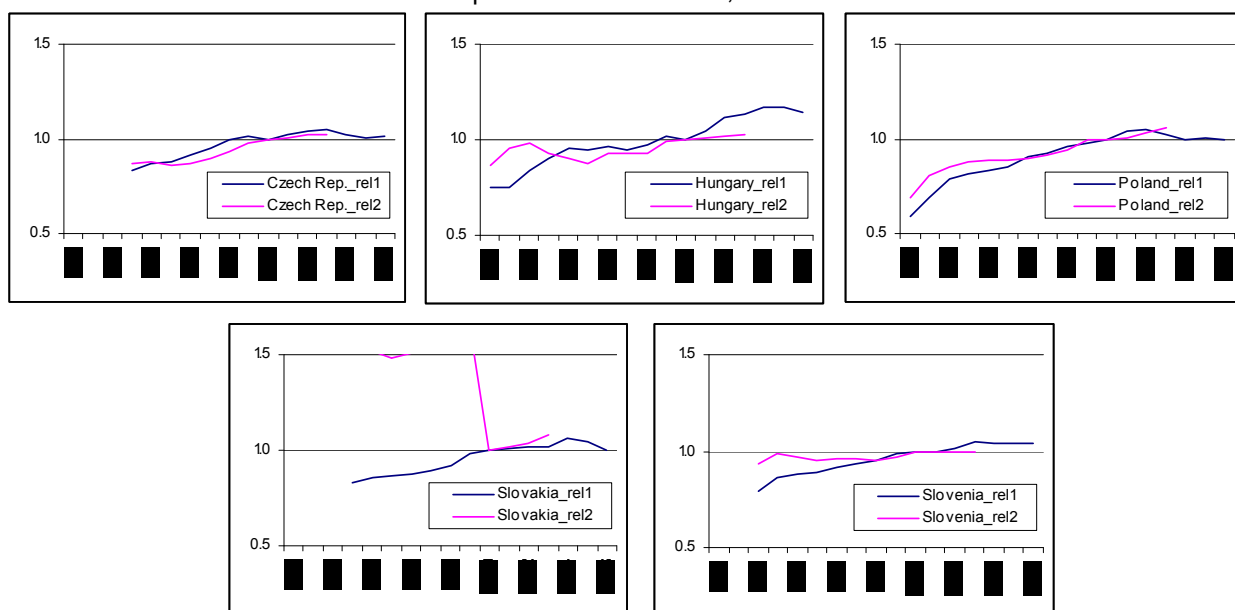 1.5
1.0
Czech Rep._rel1
Czech Rep._rel2
0.5
1.5
1.0
Hungary_rel1
Hungary_rel2
0.5
1.5
1.0
Poland_rel1
Poland_rel2
0.5
1.5
1.0
Slovakia_rel1
Slovakia_rel2
0.5
1.5
1.0
Slovenia_rel1
Slovenia_rel2
0.5